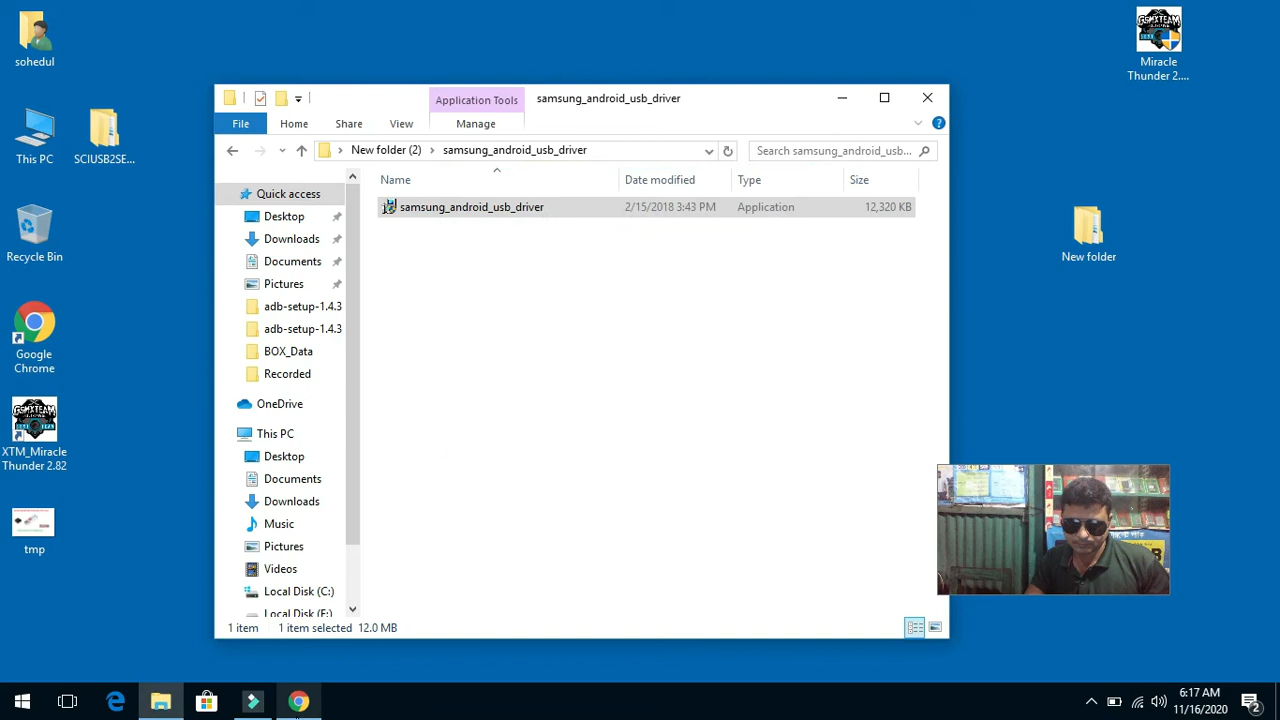 sohedul
This PC
SCIUSB2SE...
Recycle Bin
Google
Chrome
XTM_Miracle
Thunder 2.82
tmp
Application Tools
samsung_android_usb_driver
File
Home
Share
View
Manage
New folder (2)
samsung_android_usb_driver
Search samsung_android_usb...
Name
Date modified
Type
Size
samsung_android_usb_driver
2/15/2018 3:43 PM
Application
12,320 KB
Quick access
Desktop
Downloads
Documents
Pictures
adb-setup-1.4.3
adb-setup-1.4.3
BOX_Data
Recorded
OneDrive
This PC
Desktop
Documents
Downloads
Music
Pictures
Videos
Local Disk (C:)
Local Disk (E:)
1 item
1 item selected
12.0 MB
GSMXTEAM
Miracle
Thunder 2....
New folder
6:17 AM
11/16/2020
2